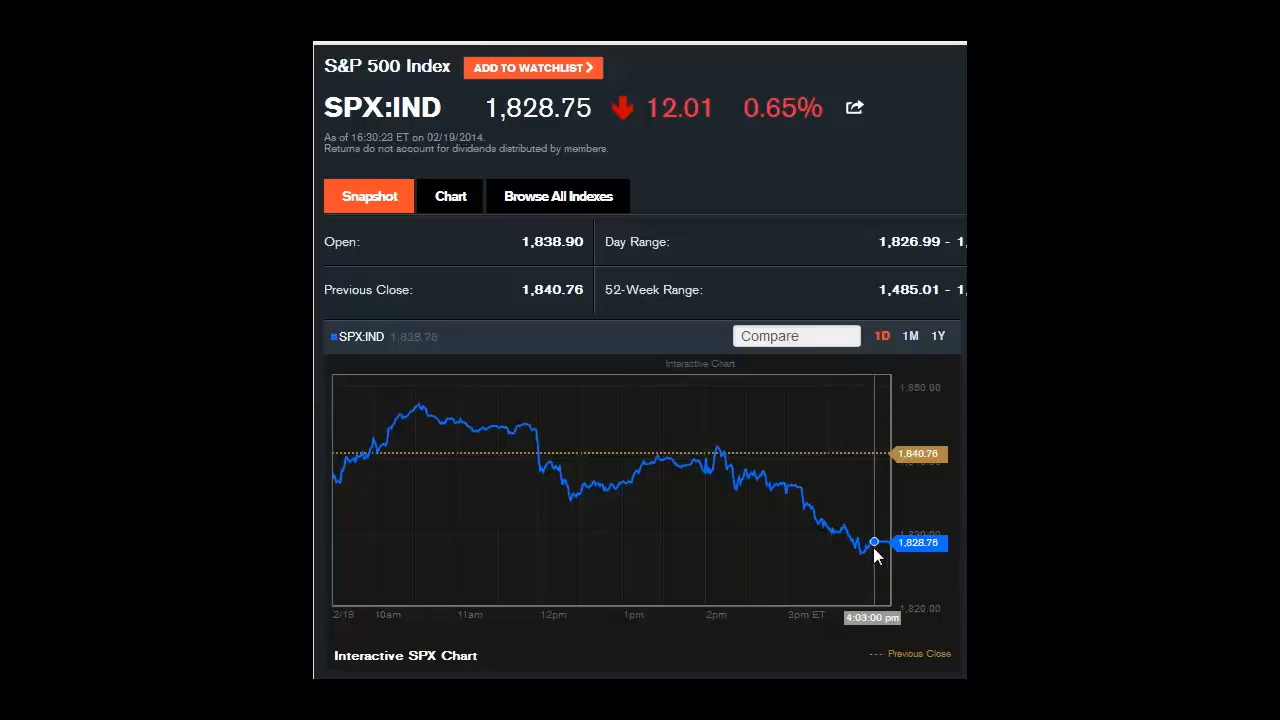 S&P 500 Index ADD TO WATCHLIST
SPX:IND 1,828.75 12.01 0.65%
As of 16:30:23 ET on 02/19/2014.
Returns do not account for dividends distributed by members.
Snapshot Chart Browse All Indexes
Open: 1,838.90 Day Range: 1,826.99 - 1,
Previous Close: 1,840.76 52-Week Range: 1,485.01 - 1,
SPX:IND 1 828.76 Compare 1D 1M 1Y
Interactive Chart
1,850.00
1,840.76
1,828.76
1,820.00
2/19 10am 11am 12pm 1pm 2pm 3pm ET 4:03:00 pm
Interactive SPX Chart --- Previous Close